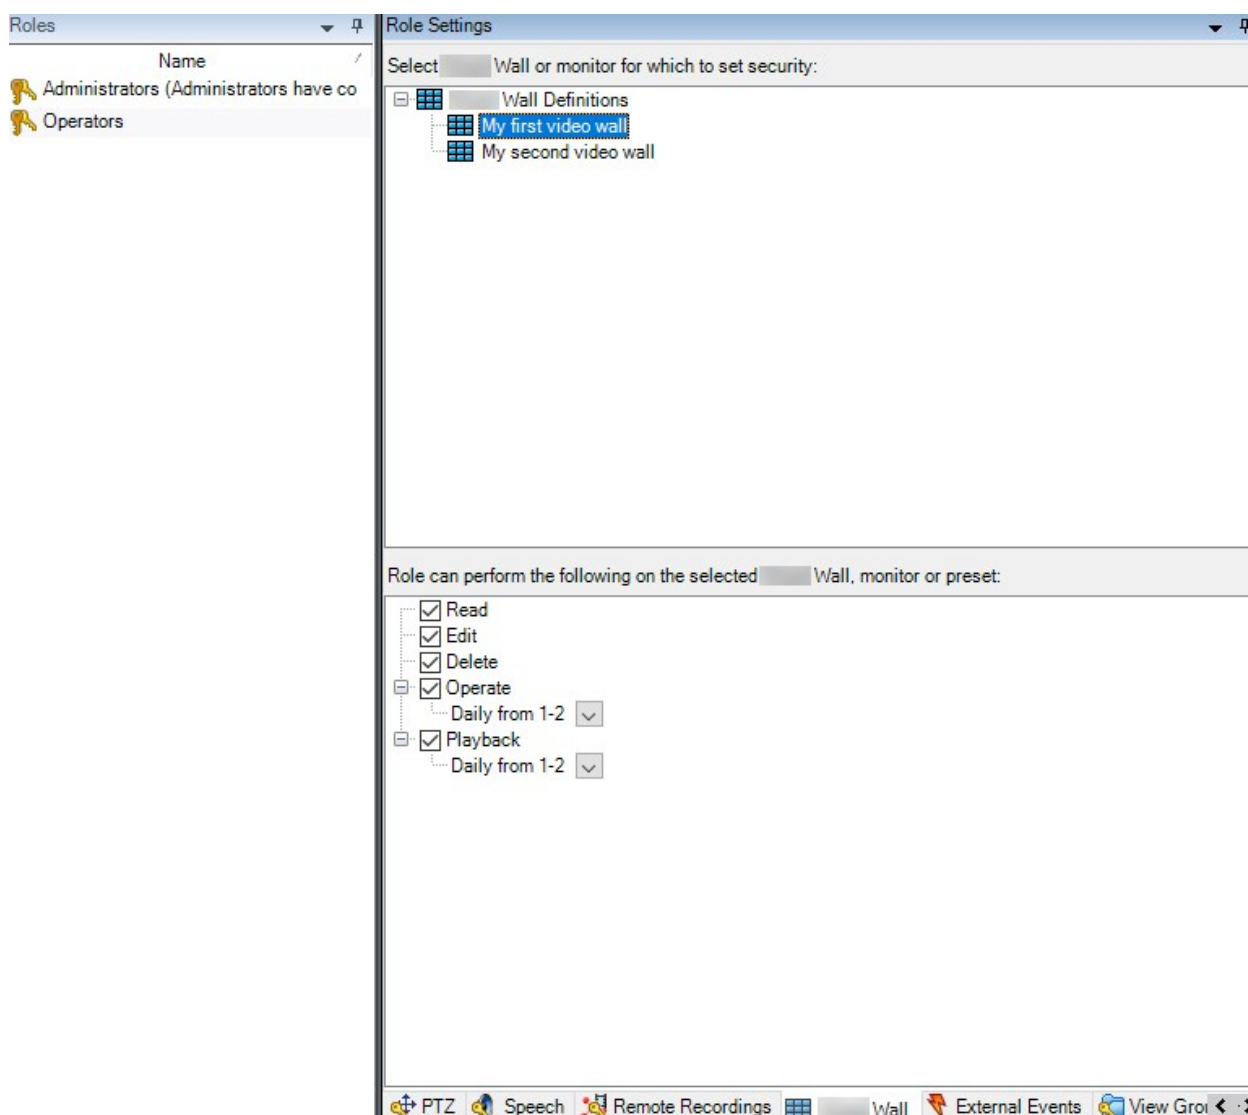 Roles
Name
Administrators (Administrators have co
Operators
Role Settings
Select Wall or monitor for which to set security:
Wall Definitions
My first video wall
My second video wall
Role can perform the following on the selected Wall, monitor or preset:
Read
Edit
Delete
Operate
Daily from 1-2
Playback
Daily from 1-2
PTZ Speech Remote Recordings Wall External Events View Grou